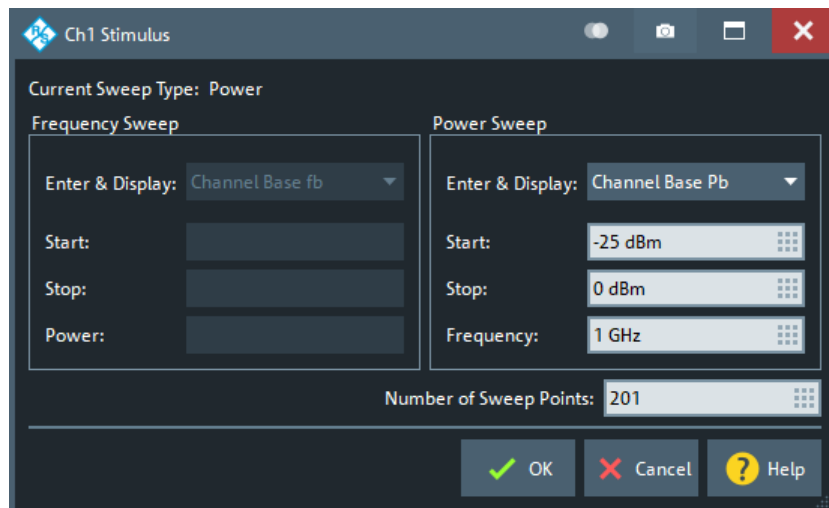 R&S Ch1 Stimulus
Current Sweep Type: Power
Frequency Sweep
Enter & Display: Channel Base fb
Start:
Stop:
Power:
Power Sweep
Enter & Display: Channel Base Pb
Start: -25 dBm
Stop: 0 dBm
Frequency: 1 GHz
Number of Sweep Points: 201
OK Cancel ? Help